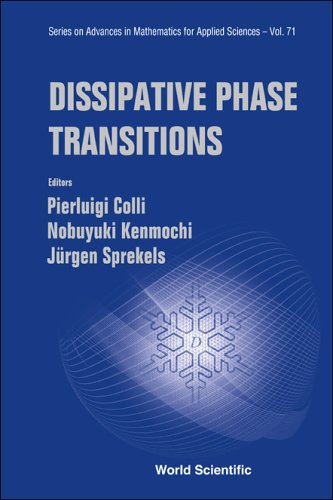 Series on Advances in Mathematics for Applied Sciences – Vol. 71
DISSIPATIVE PHASE
TRANSITIONS
Editors
Pierluigi Colli
Nobuyuki Kenmochi
Jürgen Sprekels
D
World Scientific